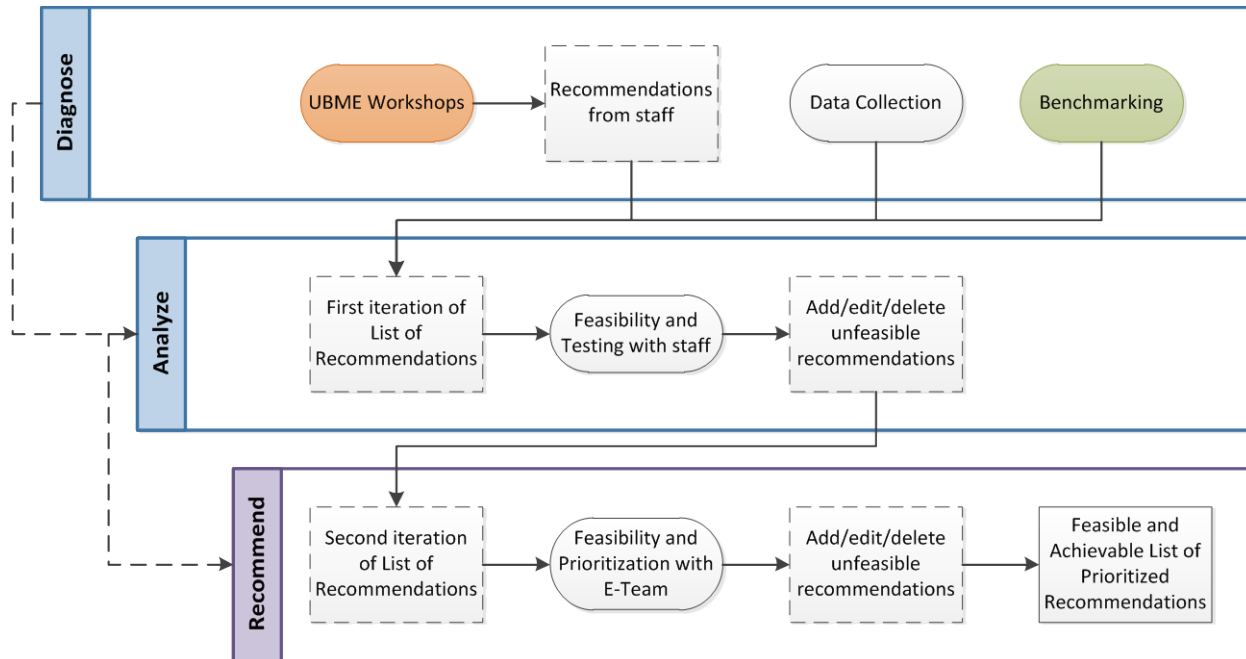 Diagnose
UBME Workshops
Recommendations
from staff
Data Collection
Benchmarking
Analyze
First iteration of
List of
Recommendations
Feasibility and
Testing with staff
Add/edit/delete
unfeasible
recommendations
Recommend
Second iteration
of List of
Recommendations
Feasibility and
Prioritization with
E-Team
Add/edit/delete
unfeasible
recommendations
Feasible and
Achievable List of
Prioritized
Recommendations